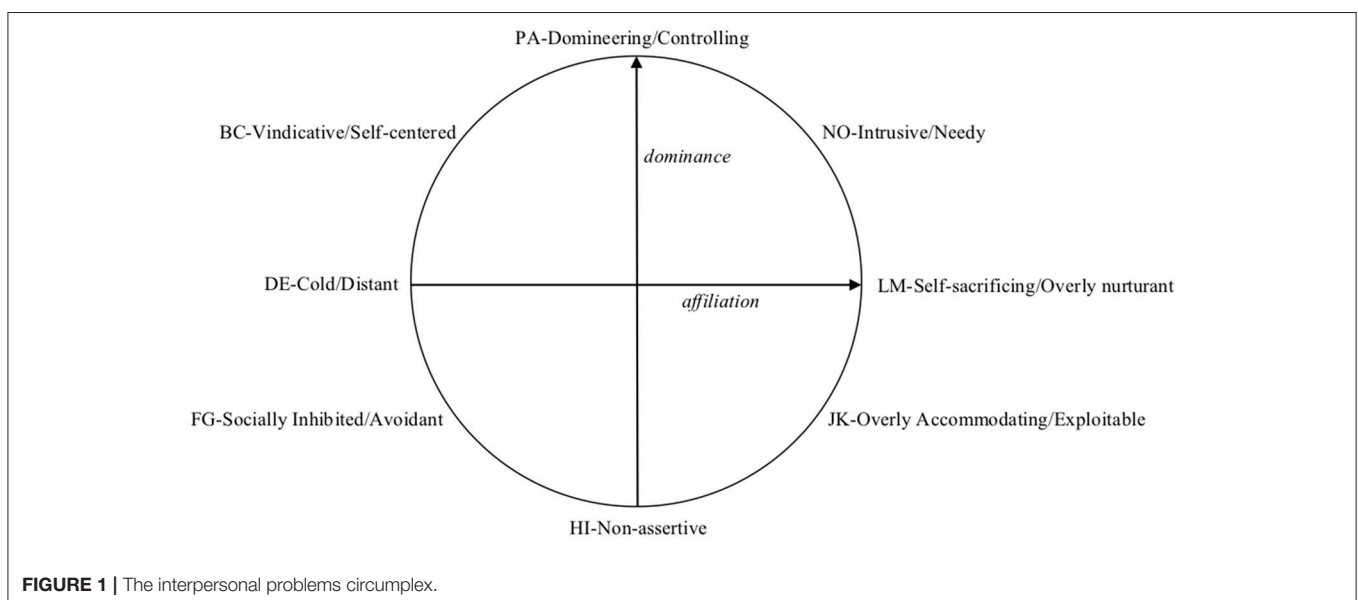 PA-Domineering/Controlling
BC-Vindicative/Self-centered
NO-Intrusive/Needy
dominance
DE-Cold/Distant
LM-Self-sacrificing/Overly nurturant
affiliation
FG-Socially Inhibited/Avoidant
JK-Overly Accommodating/Exploitable
HI-Non-assertive
FIGURE 1 | The interpersonal problems circumplex.